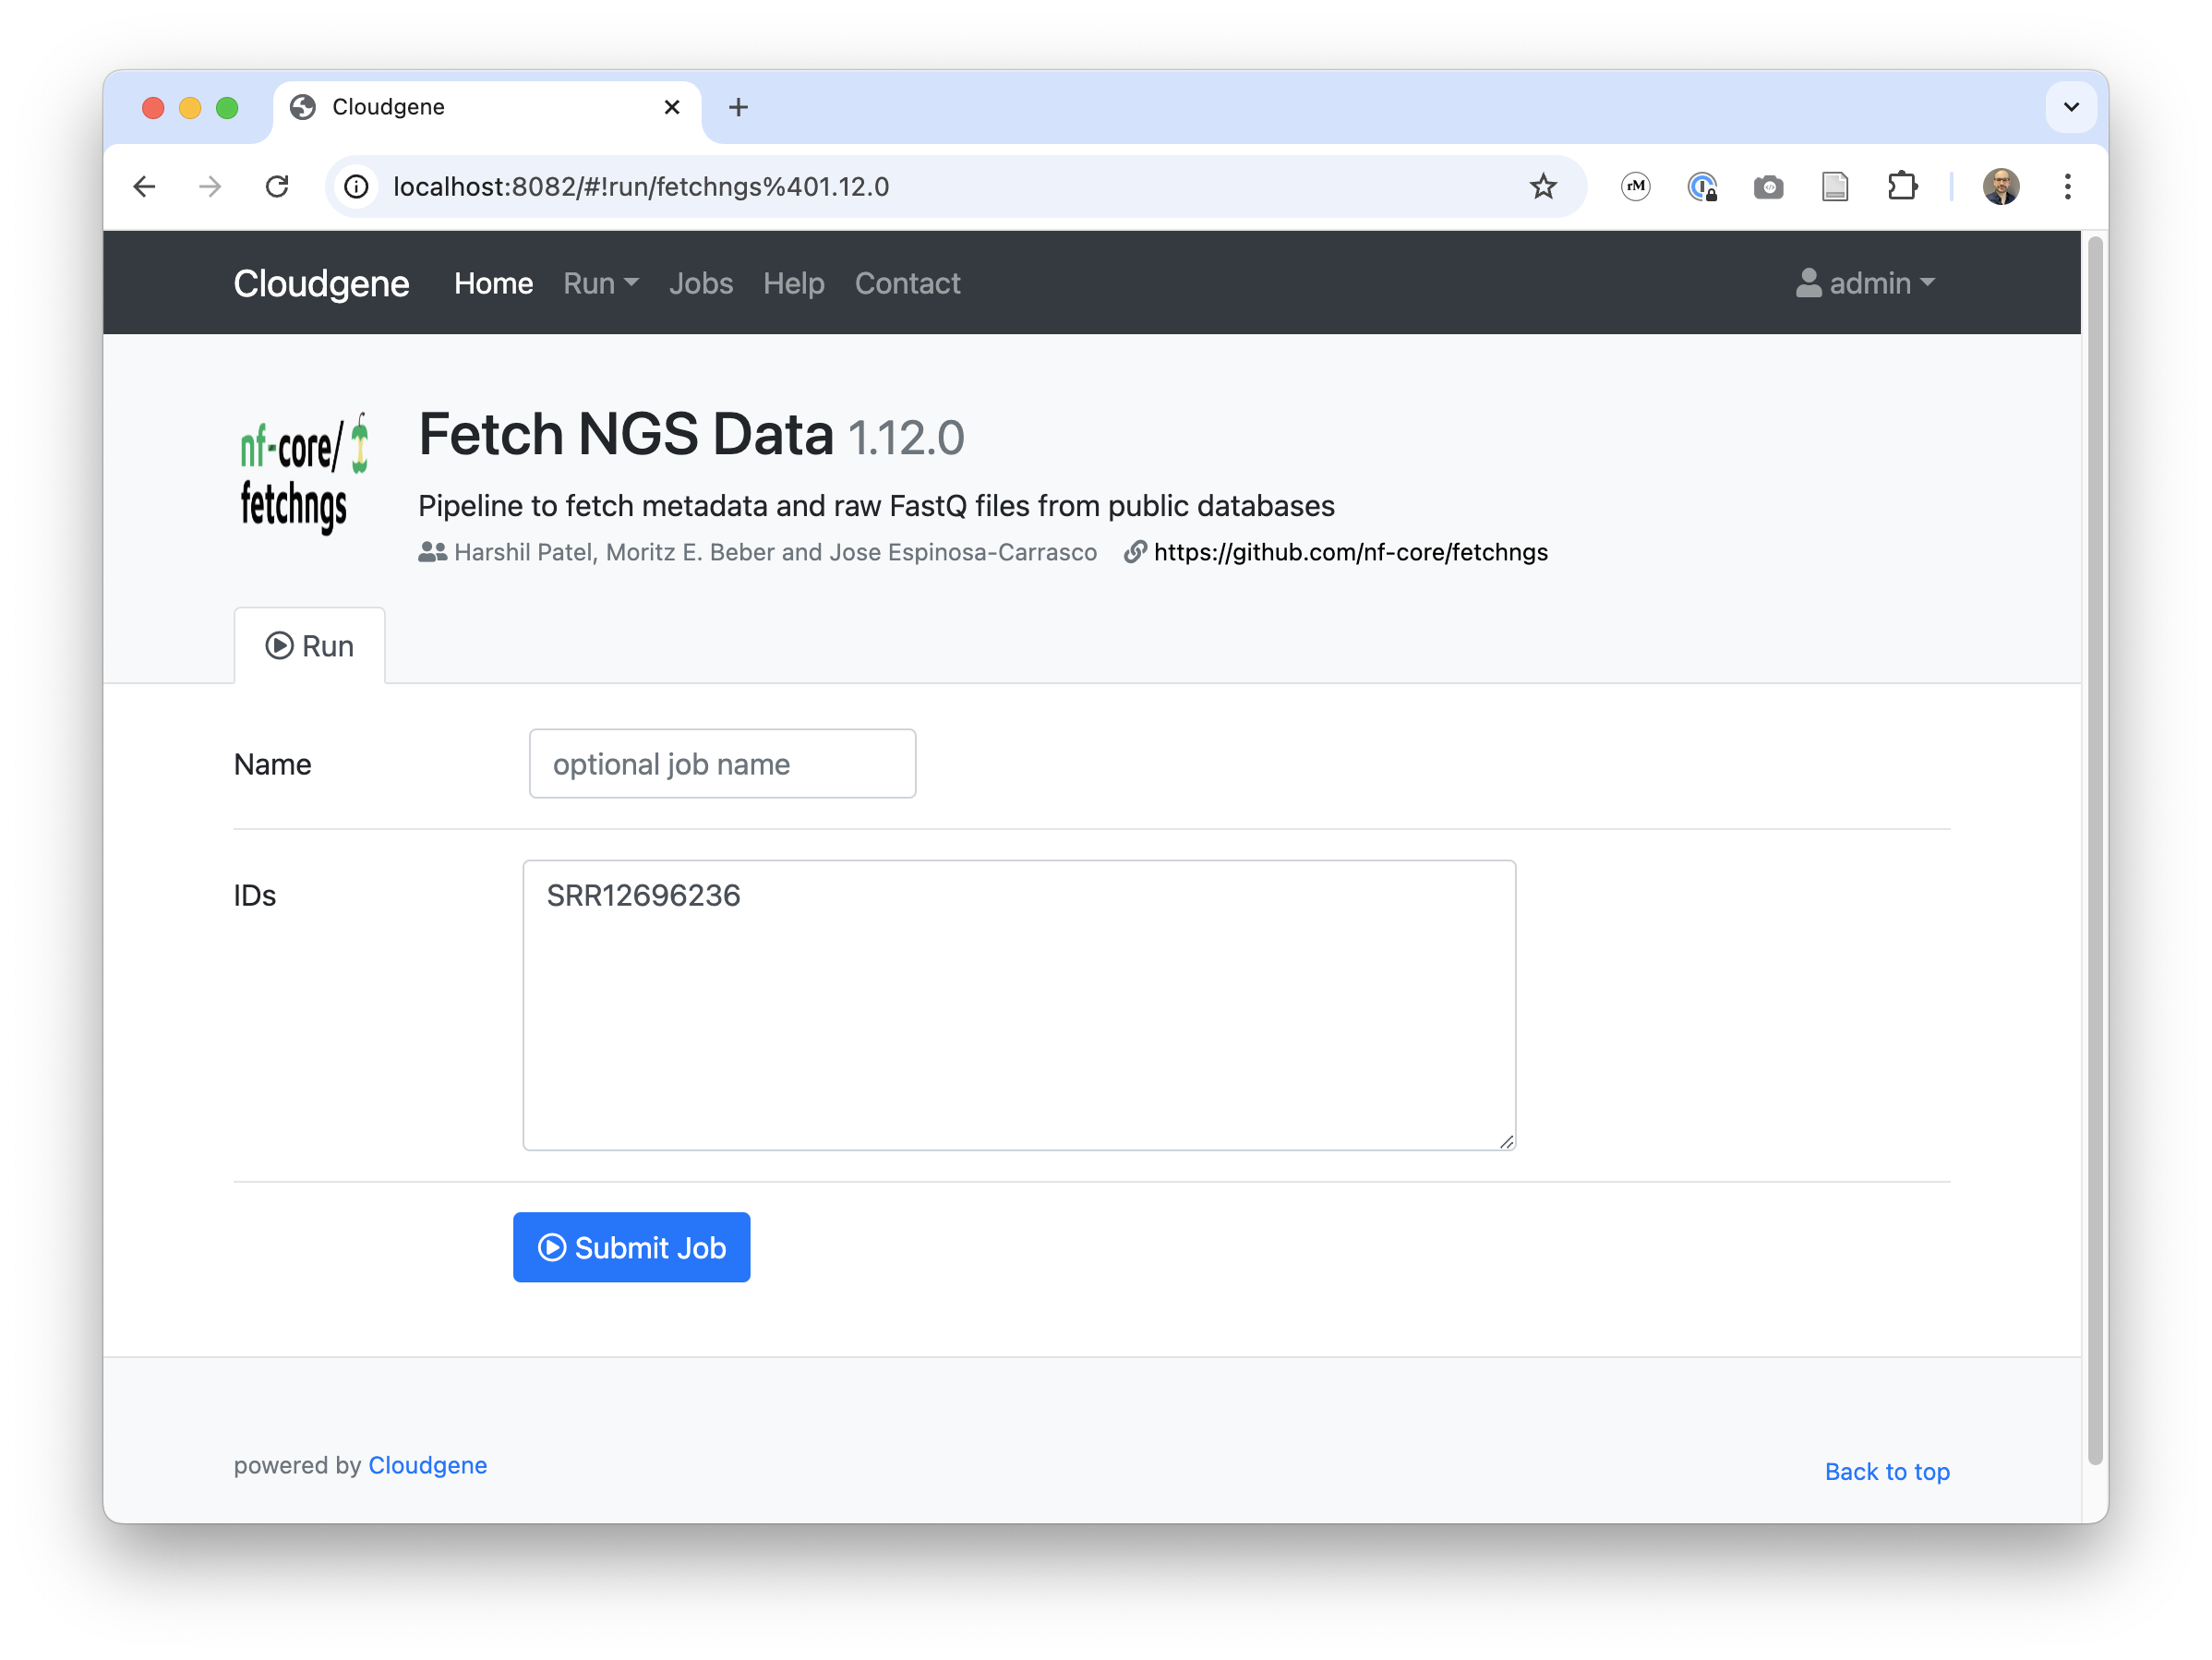 Cloudgene
localhost:8082/#!run/fetchngs%401.12.0
rM
Cloudgene Home Run Jobs Help Contact admin
nf-core/
fetchngs
Fetch NGS Data 1.12.0
Pipeline to fetch metadata and raw FastQ files from public databases
Harshil Patel, Moritz E. Beber and Jose Espinosa-Carrasco https://github.com/nf-core/fetchngs
Run
Name optional job name
IDs SRR12696236
Submit Job
powered by Cloudgene
Back to top